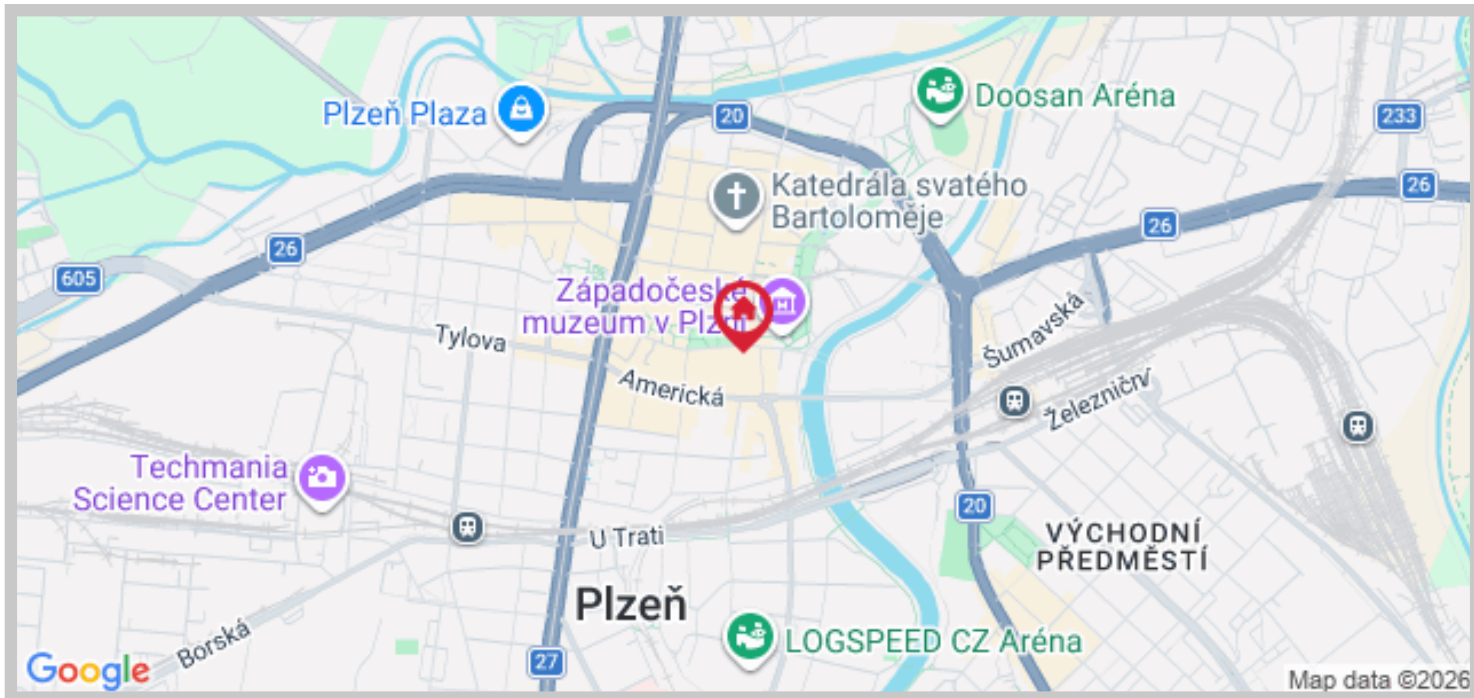 Plzeň Plaza
20
Doosan Aréna
233
Katedrála svatého
Bartoloměje
26
26
26
605
Západočeské
muzeum v Plzni
Tylova
Americká
Šumavská
Železniční
Techmania
Science Center
20
U Trati
VÝCHODNÍ
PŘEDMĚSTÍ
Plzeň
LOGSPEED CZ Aréna
Borská
27
Google
Map data ©2026